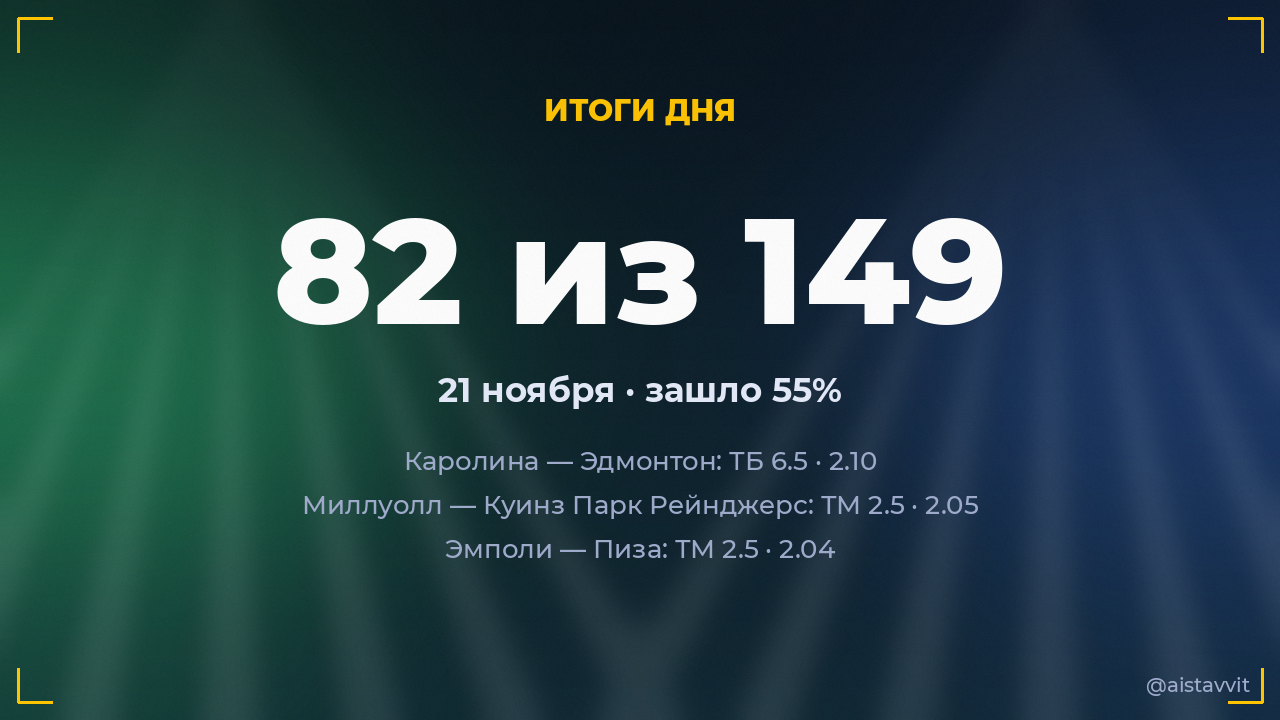 ИТОГИ ДНЯ
82 из 149
21 ноября · зашло 55%
Каролина — Эдмонтон: ТБ 6.5 · 2.10
Миллуолл — Куинз Парк Рейнджерс: ТМ 2.5 · 2.05
Эмполи — Пиза: ТМ 2.5 · 2.04
@aistavvit